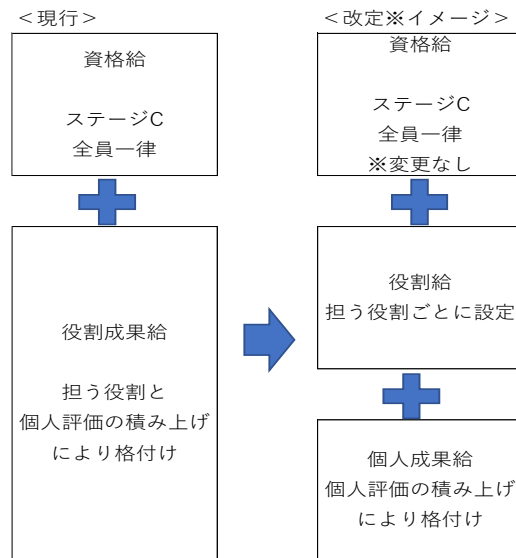 <現行>
資格給
ステージC
全員一律
役割成果給
担う役割と
個人評価の積み上げ
により格付け
<改定※イメージ>
資格給
ステージC
全員一律
※変更なし
役割給
担う役割ごとに設定
個人成果給
個人評価の積み上げ
により格付け